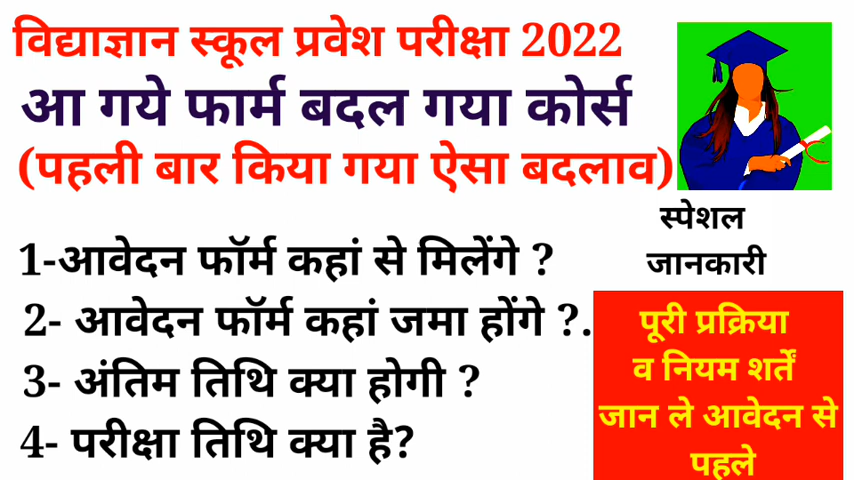 विद्याज्ञान स्कूल प्रवेश परीक्षा 2022
आ गये फार्म बदल गया कोर्स
(पहली बार किया गया ऐसा बदलाव)
स्पेशल
जानकारी
1-आवेदन फॉर्म कहां से मिलेंगे ?
2- आवेदन फॉर्म कहां जमा होंगे ?.
3- अंतिम तिथि क्या होगी ?
4- परीक्षा तिथि क्या है?
पूरी प्रक्रिया
व नियम शर्तें
जान ले आवेदन से
पहले